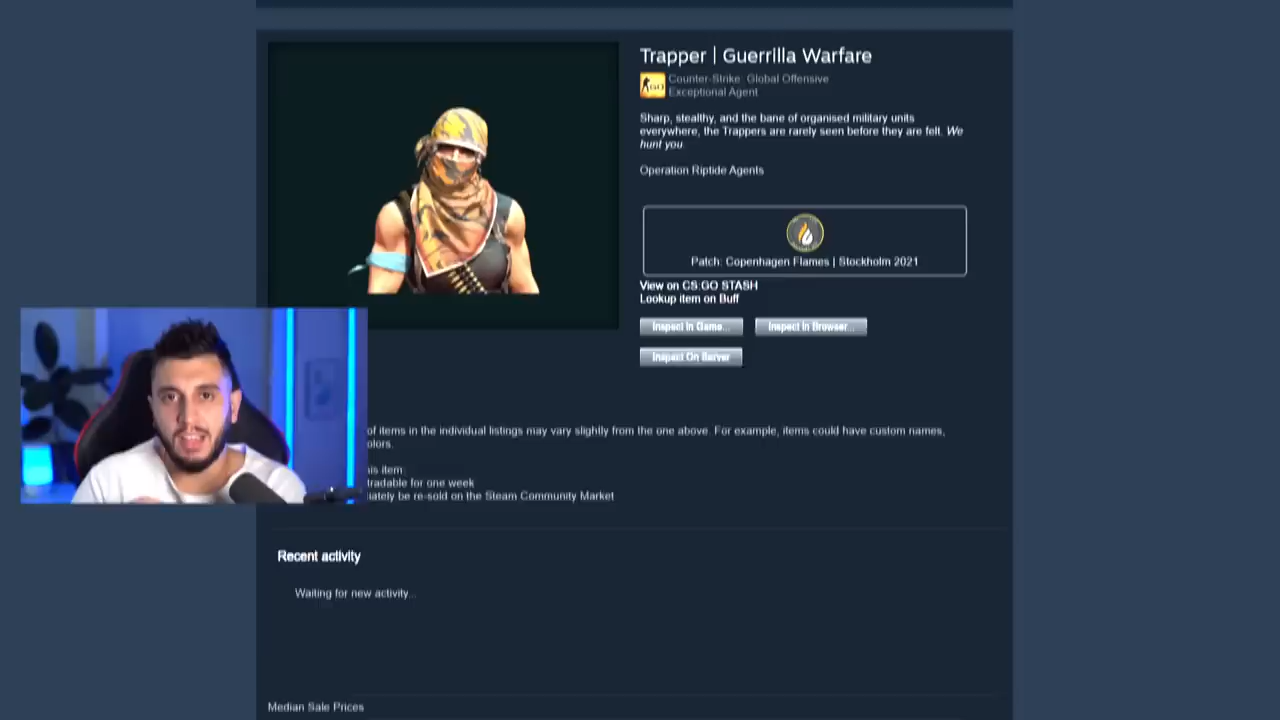 Trapper | Guerrilla Warfare
Counter-Strike: Global Offensive
Exceptional Agent
Sharp, stealthy, and the bane of organised military units
everywhere, the Trappers are rarely seen before they are felt. We
hunt you.
Operation Riptide Agents
Patch: Copenhagen Flames | Stockholm 2021
View on CS:GO STASH
Lookup item on Buff
Inspect in Game... Inspect in Browser...
Inspect On Server
of items in the individual listings may vary slightly from the one above. For example, items could have custom names,
olors.
his item:
tradable for one week
iately be re-sold on the Steam Community Market
Recent activity
Waiting for new activity...
Median Sale Prices